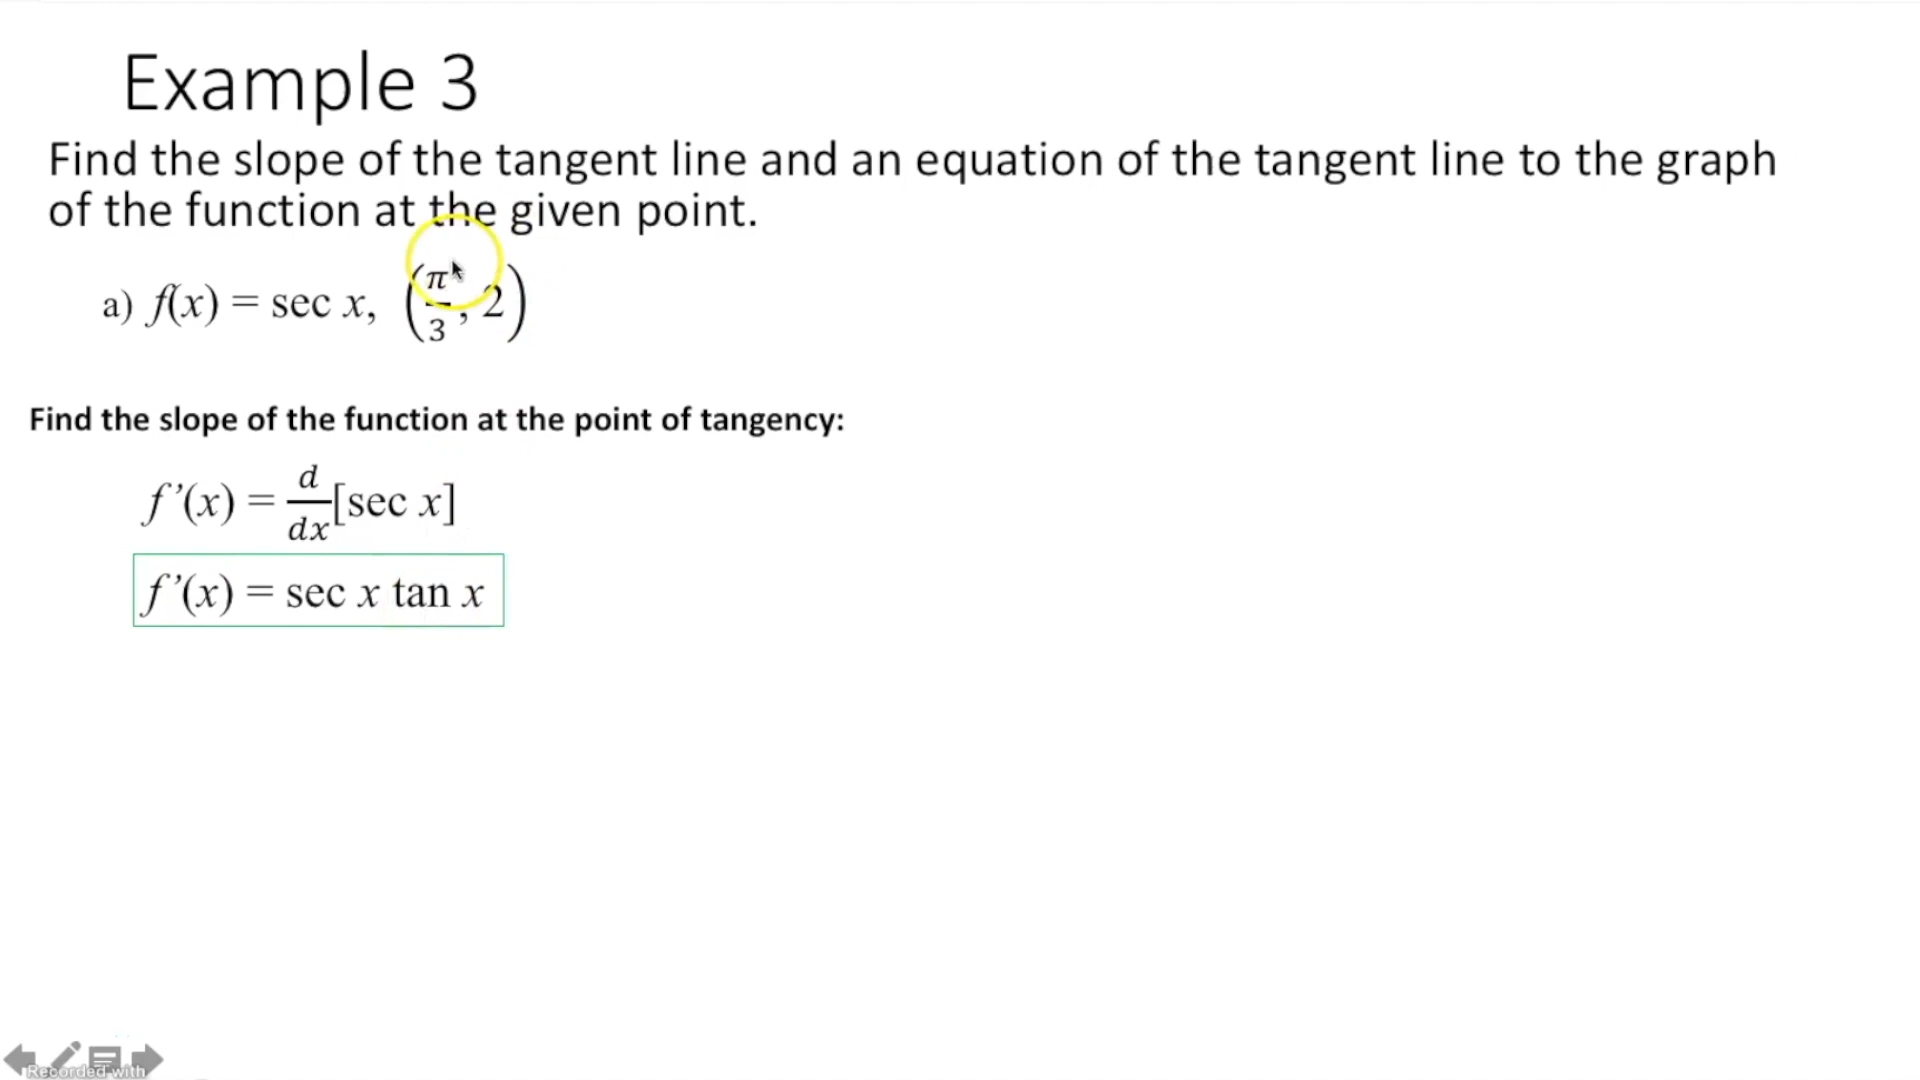 Example 3
Find the slope of the tangent line and an equation of the tangent line to the graph
of the function at the given point.
a) f(x) = sec x, (π/3, 2)
Find the slope of the function at the point of tangency:
f’(x) = d/dx[sec x]
f’(x) = sec x tan x
Recorded with